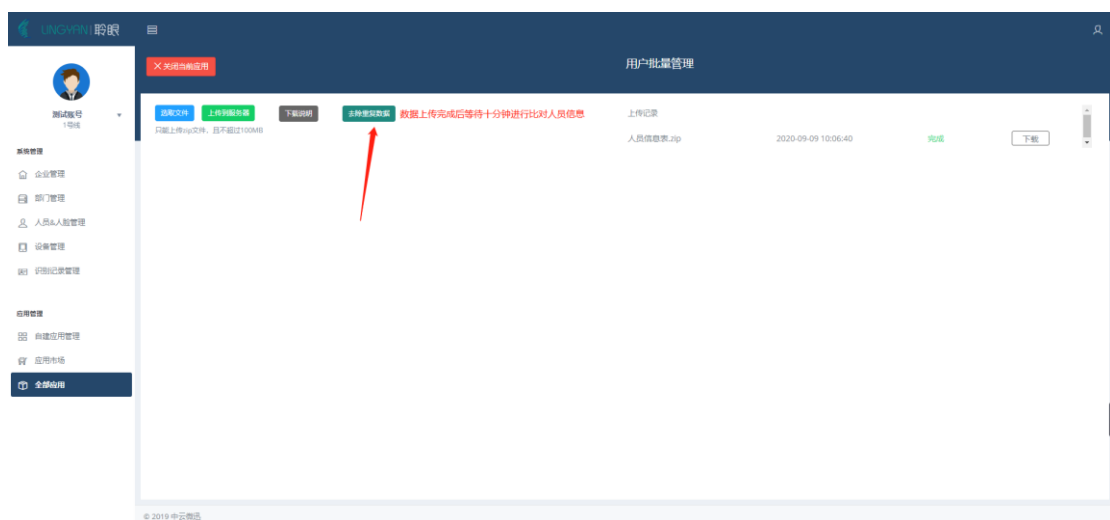 LINGYAN|聆眼
关闭当前应用
用户批量管理
测试账号
1号线
系统管理
企业管理
部门管理
人员&人脸管理
设备管理
识别记录管理
应用管理
自建应用管理
应用市场
全部应用
选取文件 上传到服务器 下载说明 去除重复数据 数据上传完成后等待十分钟进行比对人员信息
只能上传zip文件，且不超过100MB
上传记录
人员信息表.zip 2020-09-09 10:06:40 完成 下载
© 2019 中云微迅